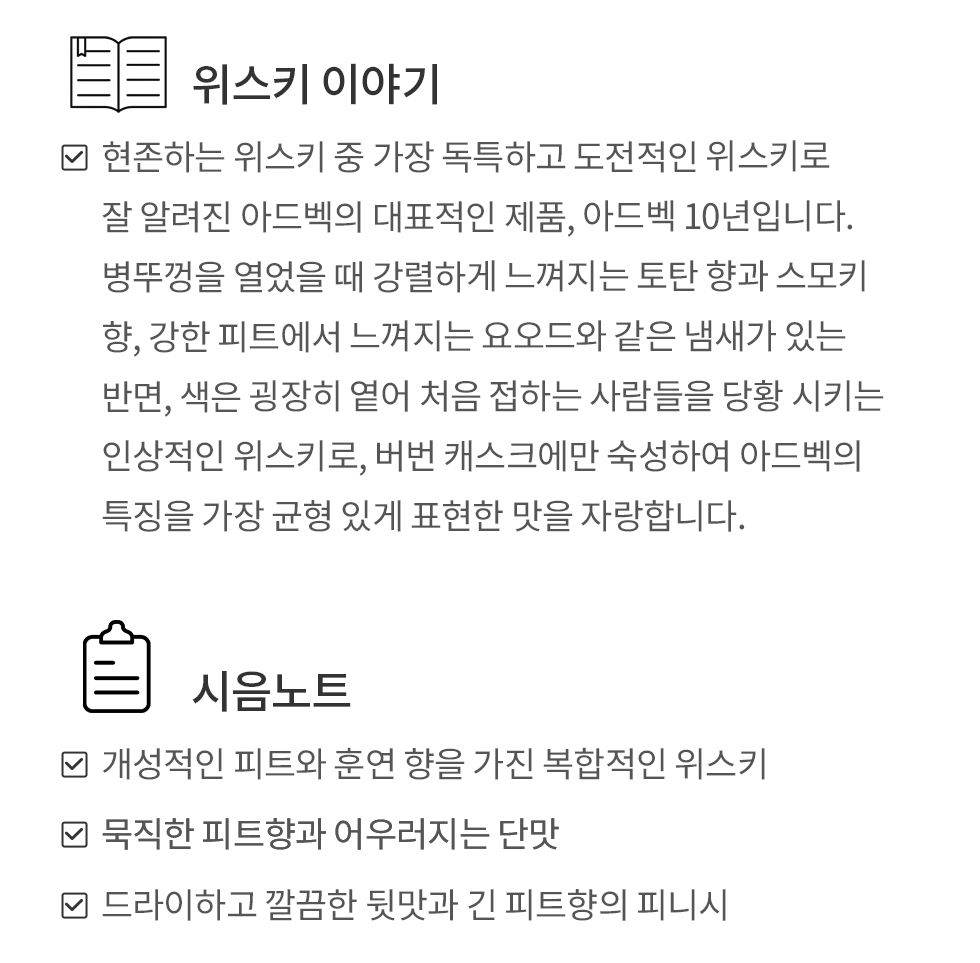 위스키 이야기
현존하는 위스키 중 가장 독특하고 도전적인 위스키로
잘 알려진 아드벡의 대표적인 제품, 아드벡 10년입니다.
병뚜껑을 열었을 때 강렬하게 느껴지는 토탄 향과 스모키
향, 강한 피트에서 느껴지는 요오드와 같은 냄새가 있는
반면, 색은 굉장히 옅어 처음 접하는 사람들을 당황 시키는
인상적인 위스키로, 버번 캐스크에만 숙성하여 아드벡의
특징을 가장 균형 있게 표현한 맛을 자랑합니다.
시음노트
개성적인 피트와 훈연 향을 가진 복합적인 위스키
묵직한 피트향과 어우러지는 단맛
드라이하고 깔끔한 뒷맛과 긴 피트향의 피니시